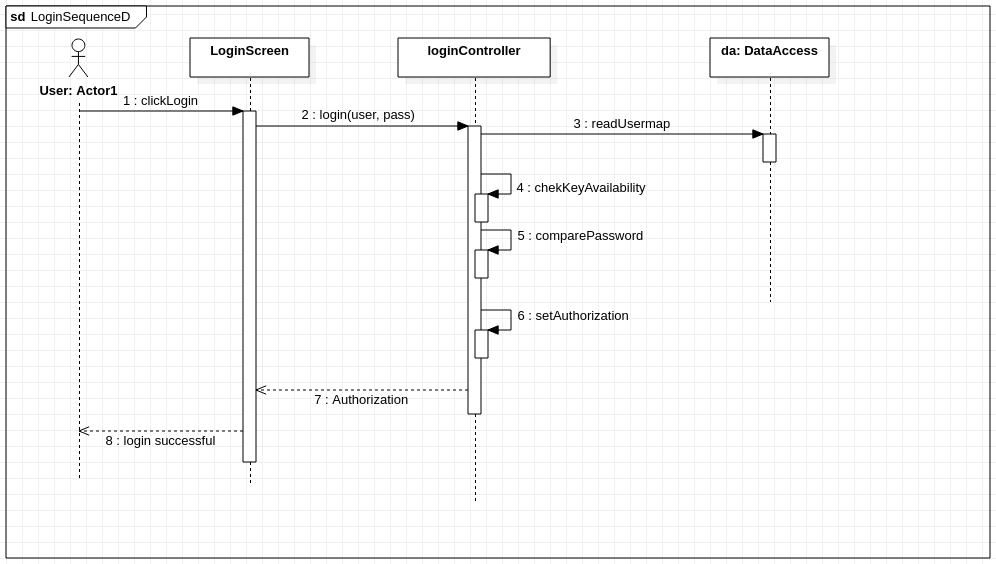 sd LoginSequenceD
LoginScreen
loginController
da: DataAccess
User: Actor1
1 : clickLogin
2 : login(user, pass)
3 : readUsermap
4 : chekKeyAvailability
5 : comparePassword
6 : setAuthorization
7 : Authorization
8 : login successful